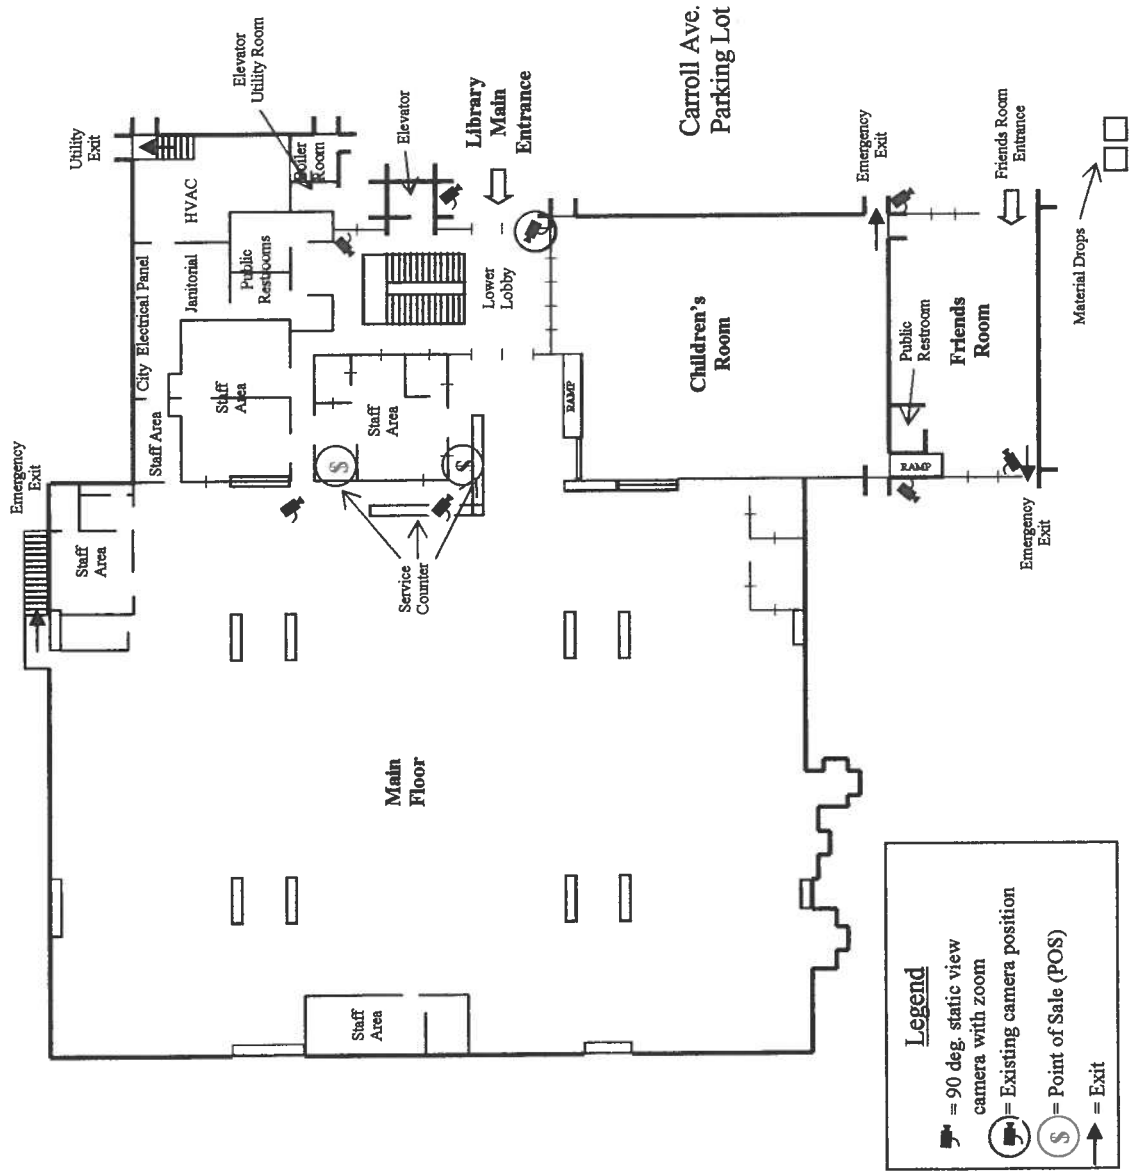 Emergency
Exit
Utility
Exit
Elevator
Utility Room
Boiler
Room
HVAC
City Electrical Panel
Janitorial
Public
Restrooms
Elevator
Library
Main
Entrance
Carroll Ave.
Parking Lot
Staff Area
Staff
Area
Staff
Area
Staff
Area
Lower
Lobby
S
S
Service
Counter
RAMP
Children's
Room
Emergency
Exit
Friends Room
Entrance
Public
Restroom
Friends
Room
RAMP
Material Drops
Emergency
Exit
Main
Floor
Staff
Area
Legend
= 90 deg. static view
camera with zoom
= Existing camera position
S = Point of Sale (POS)
= Exit